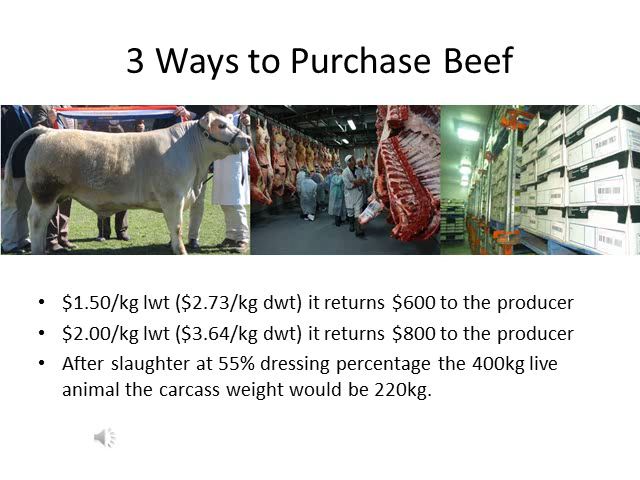 3 Ways to Purchase Beef
• $1.50/kg lwt ($2.73/kg dwt) it returns $600 to the producer
• $2.00/kg lwt ($3.64/kg dwt) it returns $800 to the producer
• After slaughter at 55% dressing percentage the 400kg live
animal the carcass weight would be 220kg.